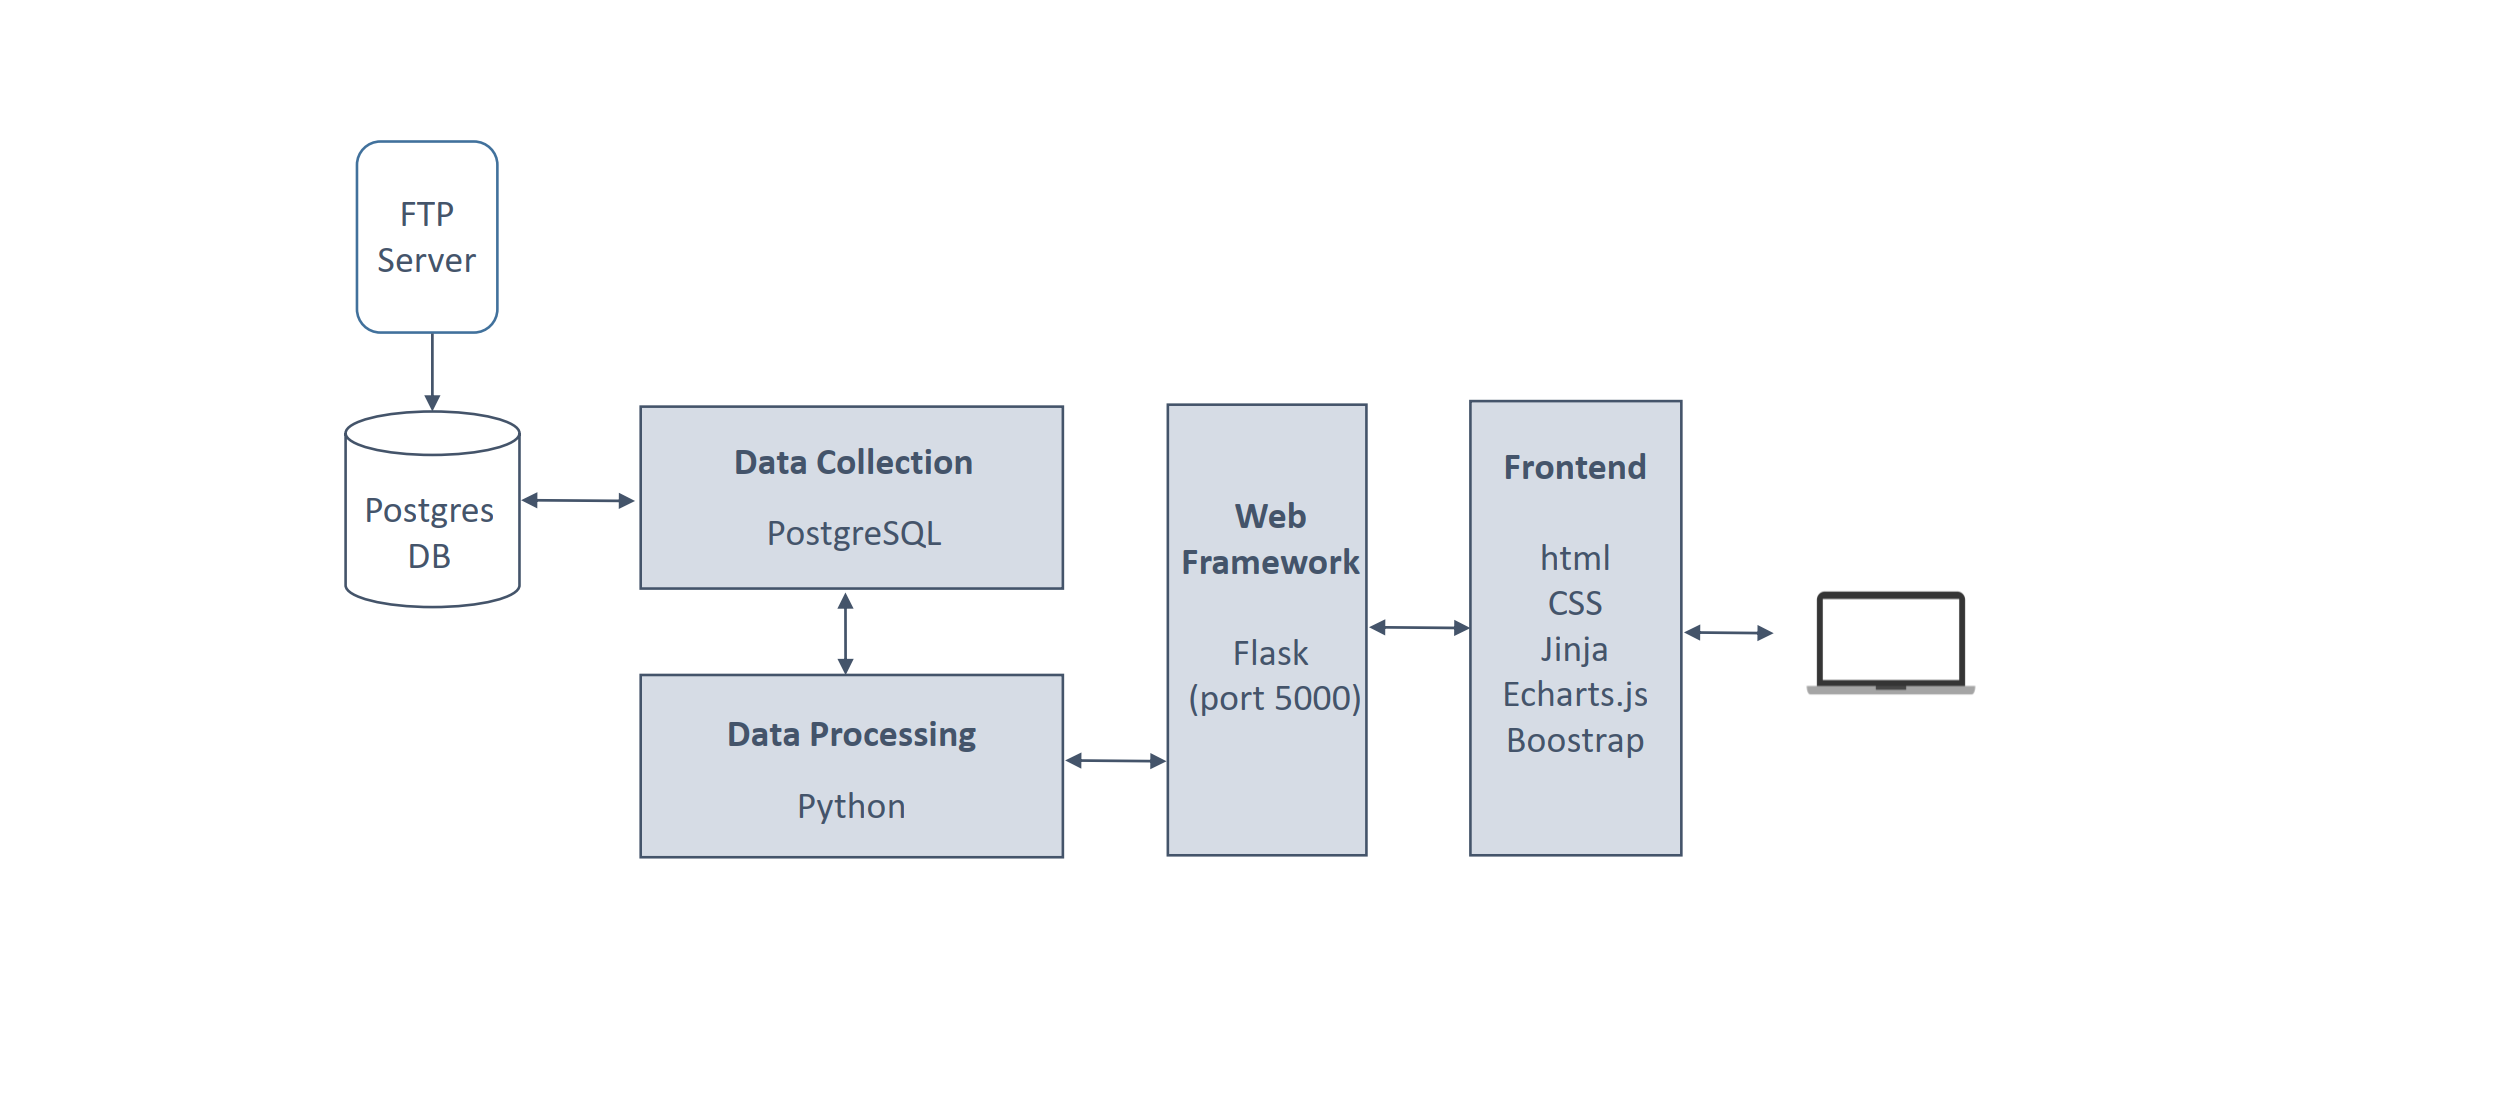 FTP
Server
Postgres
DB
Data Collection
PostgreSQL
Data Processing
Python
Web
Framework
Flask
(port 5000)
Frontend
html
CSS
Jinja
Echarts.js
Boostrap